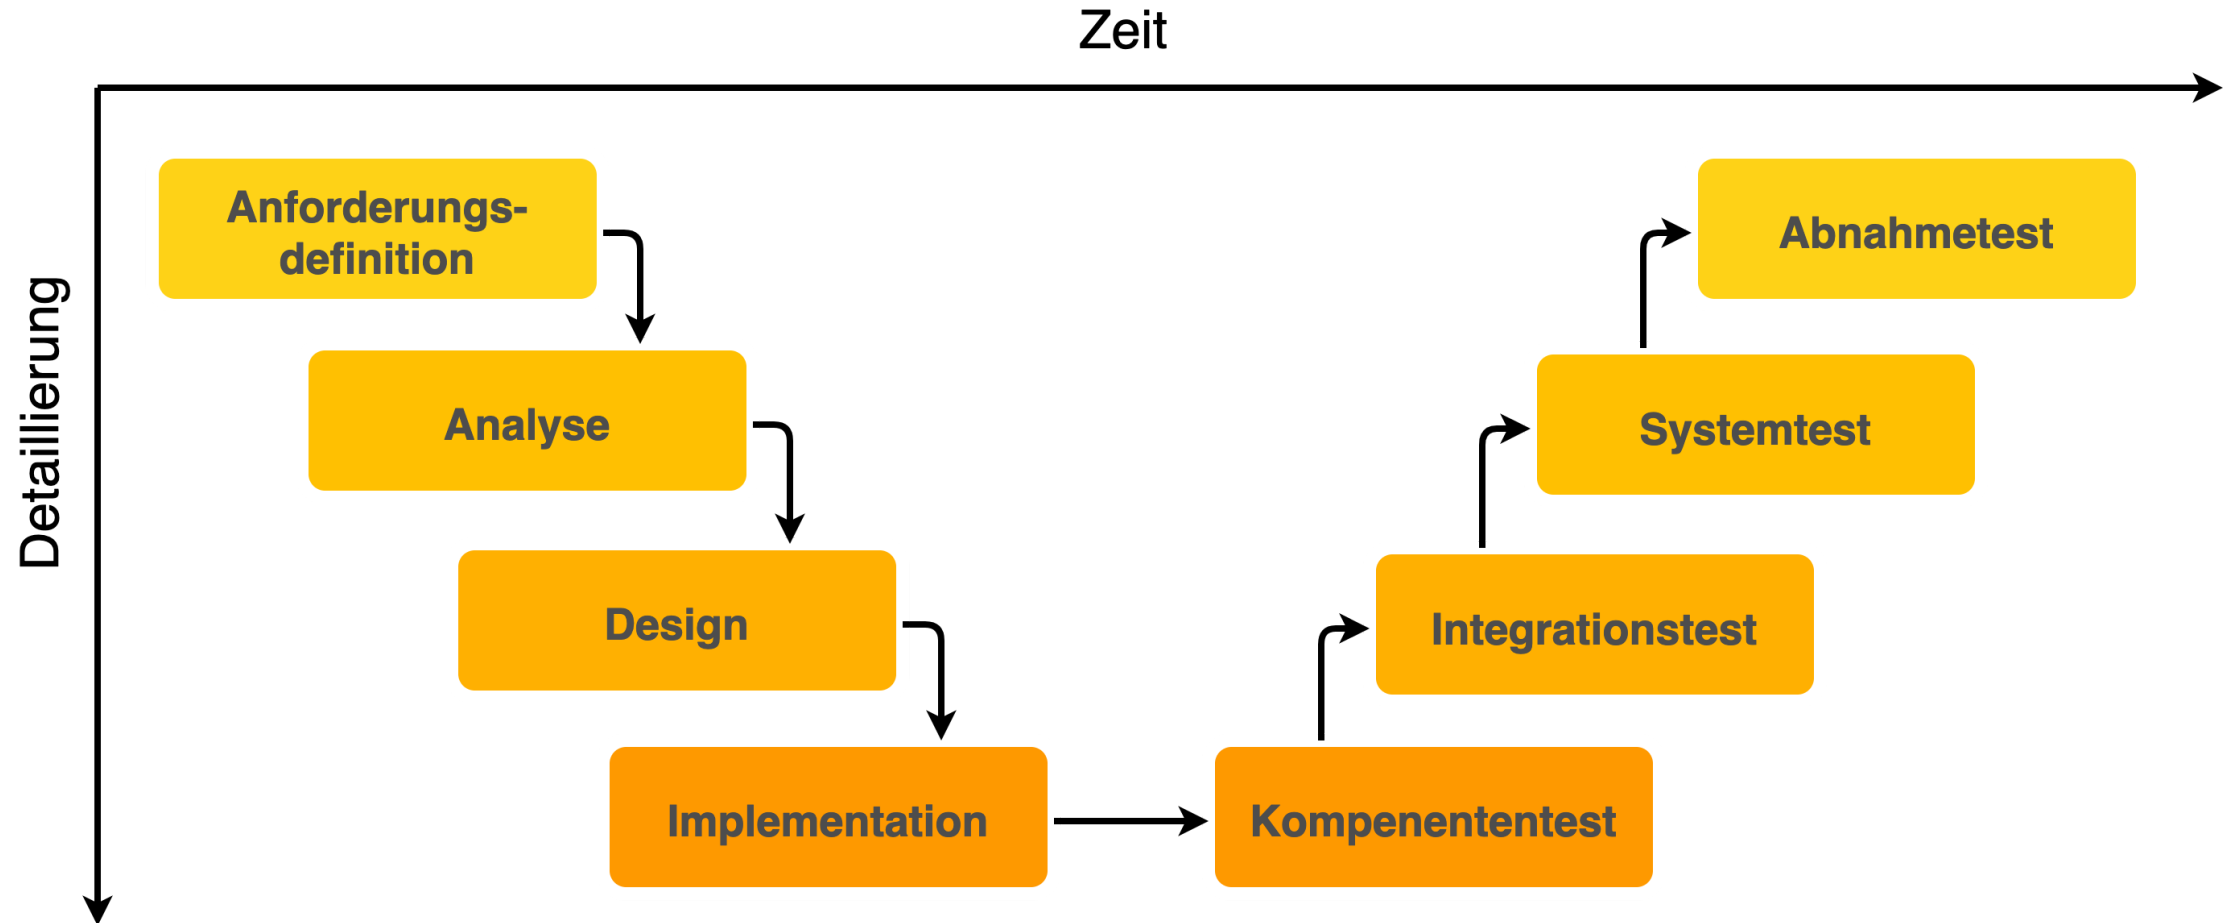 Zeit
Detaillierung
Anforderungs-
definition
Abnahmetest
Analyse
Systemtest
Design
Integrationstest
Implementation
Kompenententest